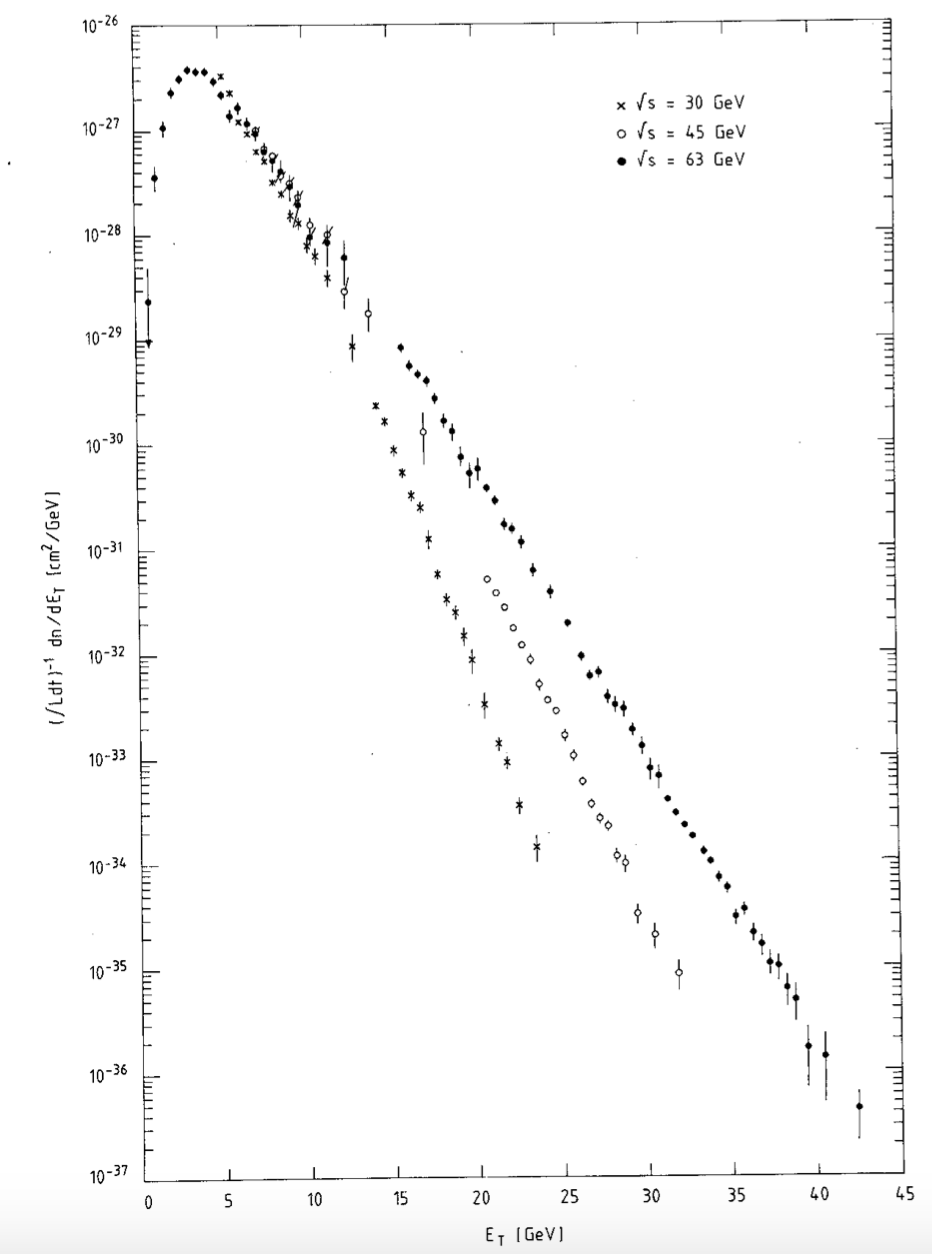 10⁻²⁶
× √s = 30 GeV
○ √s = 45 GeV
● √s = 63 GeV
10⁻²⁷
10⁻²⁸
10⁻²⁹
10⁻³⁰
10⁻³¹
10⁻³²
10⁻³³
10⁻³⁴
10⁻³⁵
10⁻³⁶
10⁻³⁷
(∫Ldt)⁻¹ dn/dE_T [cm²/GeV]
0 5 10 15 20 25 30 35 40 45
E_T [GeV]